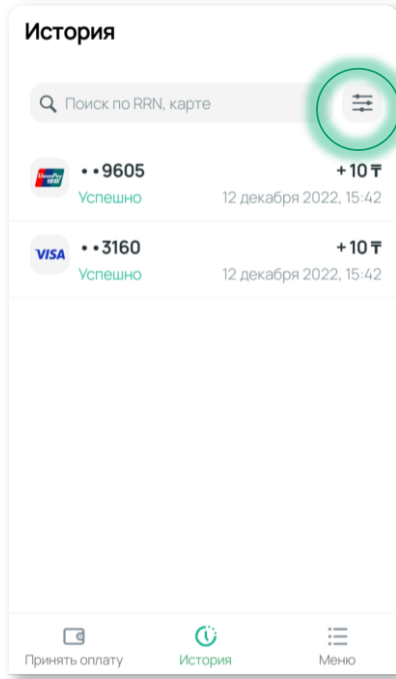 История
Поиск по RRN, карте
••9605 +10 ₸
Успешно 12 декабря 2022, 15:42
VISA ••3160 +10 ₸
Успешно 12 декабря 2022, 15:42
Принять оплату История Меню